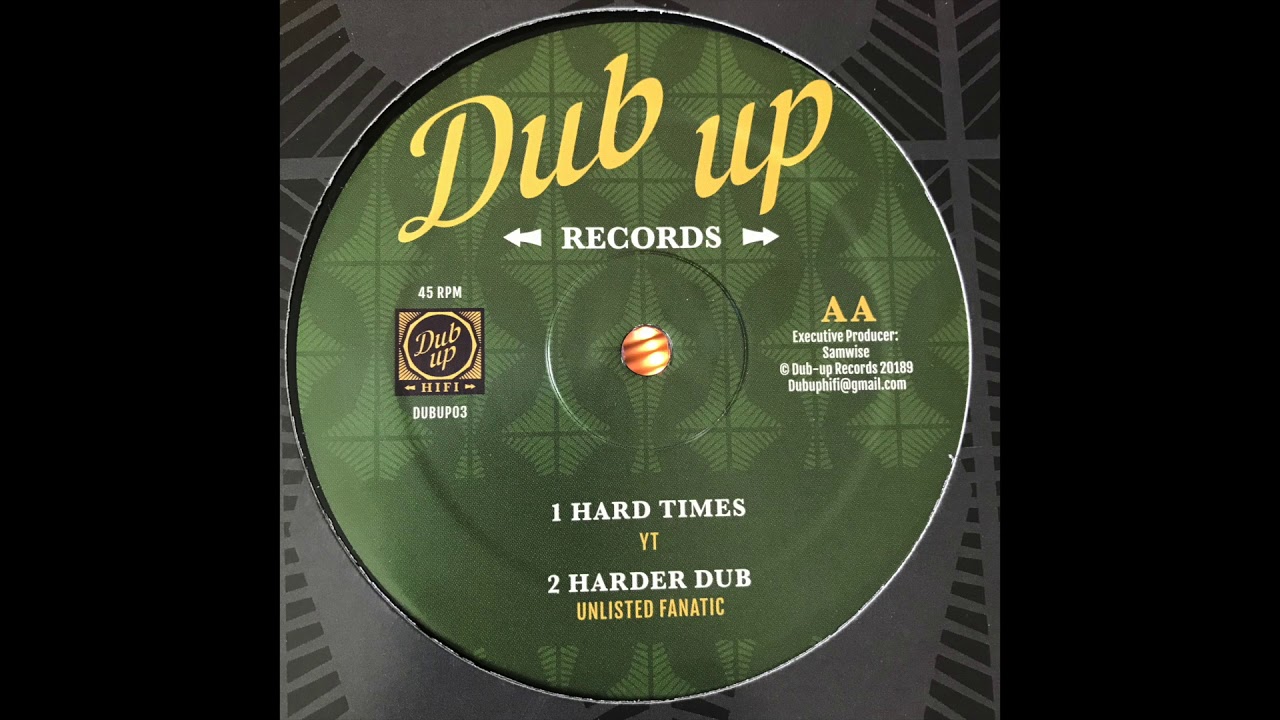 Dub up
RECORDS
45 RPM
Dub
up
HIFI
DUBUP03
AA
Executive Producer:
Samwise
© Dub-up Records 20189
Dubuphifi@gmail.com
1 HARD TIMES
YT
2 HARDER DUB
UNLISTED FANATIC